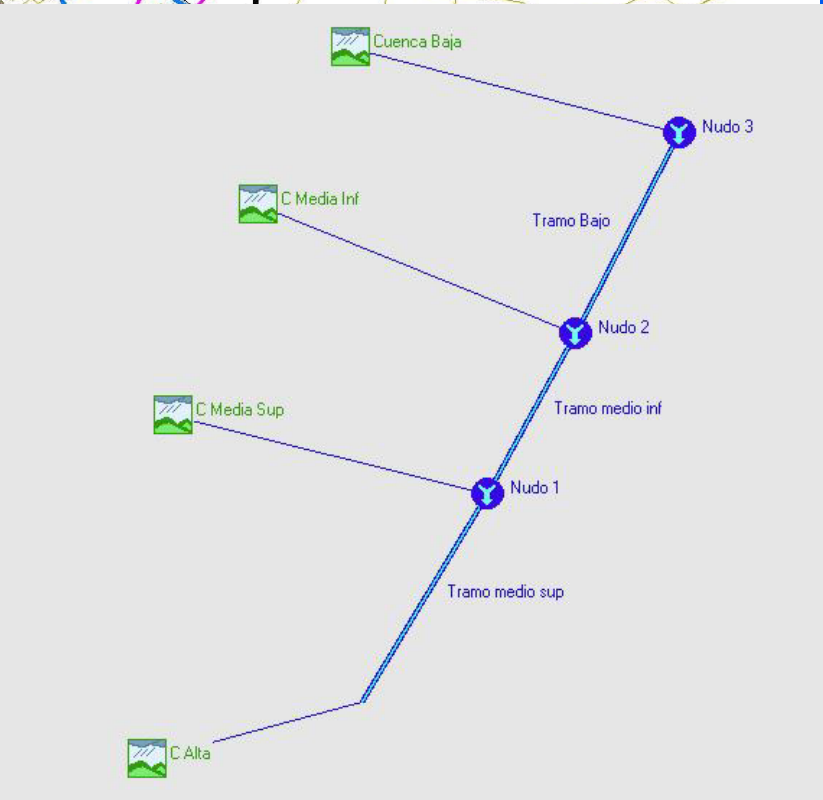 Cuenca Baja
Nudo 3
C Media Inf
Tramo Bajo
Nudo 2
Tramo medio inf
C Media Sup
Nudo 1
Tramo medio sup
C Alta